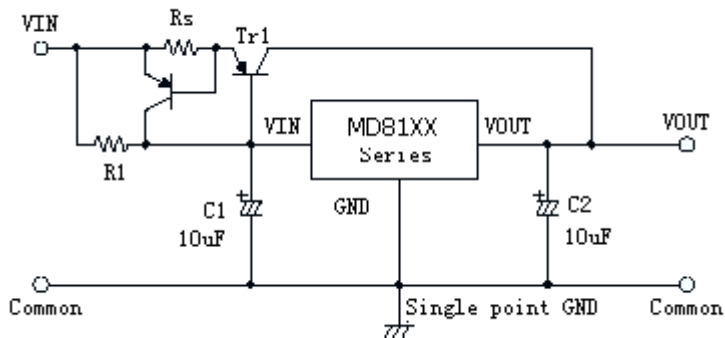 VIN
Rs
Tr1
VIN
MD81XX
Series
VOUT
VOUT
R1
GND
C1
10uF
+
C2
10uF
+
Common
Single point GND
Common